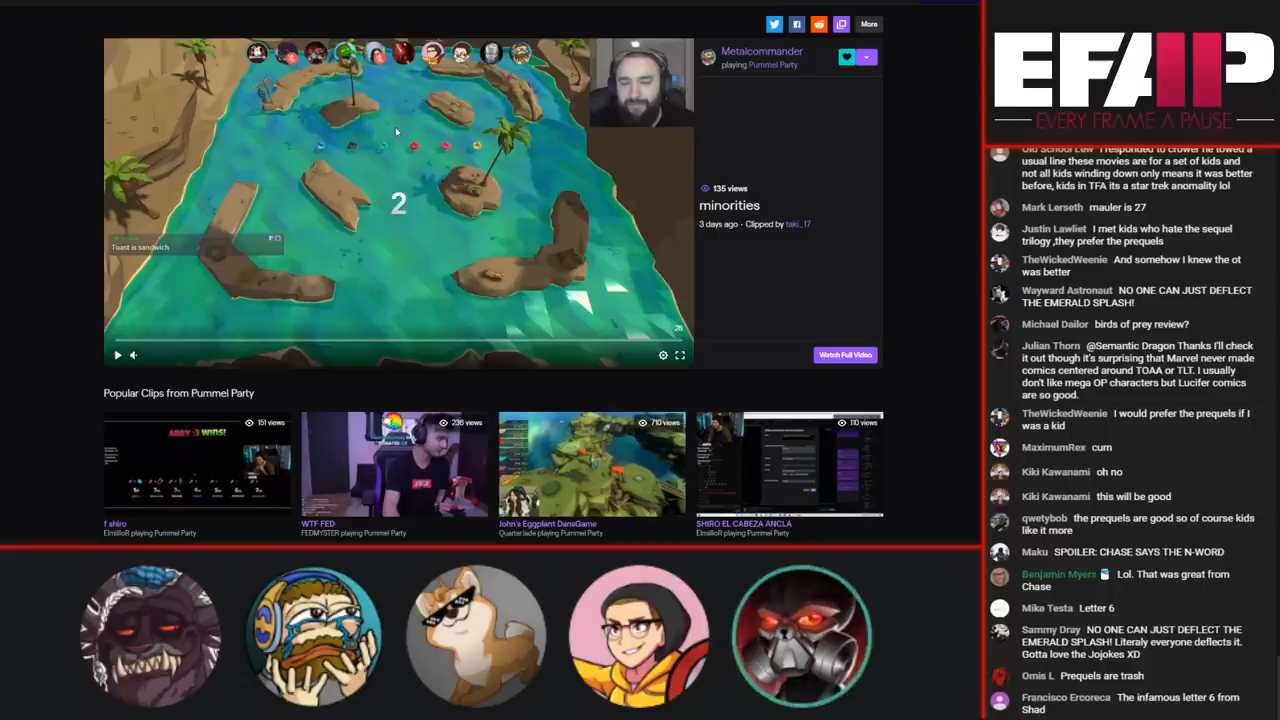 More
Metalcommander
playing Pummel Party
135 views
minorities
3 days ago - Clipped by taki_17
2
Toast is sandwich
28
Watch Full Video
Popular Clips from Pummel Party
151 views
ABBY WINS!
f shiro
ElmilloR playing Pummel Party
236 views
WTF FED
FEDMYSTER playing Pummel Party
710 views
John's Eggplant DansGame
QuarterJade playing Pummel Party
110 views
SHIRO EL CABEZA ANCLA
ElmilloR playing Pummel Party
EFAP
EVERY FRAME A PAUSE
Old School Lew I responded to crower he towed a
usual line these movies are for a set of kids and
not all kids winding down only means it was better
before, kids in TFA its a star trek anomality lol
Mark Lerseth mauler is 27
Justin Lawliet I met kids who hate the sequel
trilogy ,they prefer the prequels
TheWickedWeenie And somehow I knew the ot
was better
Wayward Astronaut NO ONE CAN JUST DEFLECT
THE EMERALD SPLASH!
Michael Dailor birds of prey review?
Julian Thorn @Semantic Dragon Thanks I'll check
it out though it's surprising that Marvel never made
comics centered around TOAA or TLT. I usually
don't like mega OP characters but Lucifer comics
are so good.
TheWickedWeenie I would prefer the prequels if I
was a kid
MaximumRex cum
Kiki Kawanami oh no
Kiki Kawanami this will be good
qwetybob the prequels are good so of course kids
like it more
Maku SPOILER: CHASE SAYS THE N-WORD
Benjamin Myers Lol. That was great from
Chase
Mike Testa Letter 6
Sammy Dray NO ONE CAN JUST DEFLECT THE
EMERALD SPLASH! Literaly everyone deflects it.
Gotta love the Jojokes XD
Omis L Prequels are trash
Francisco Ercoreca The infamous letter 6 from
Shad